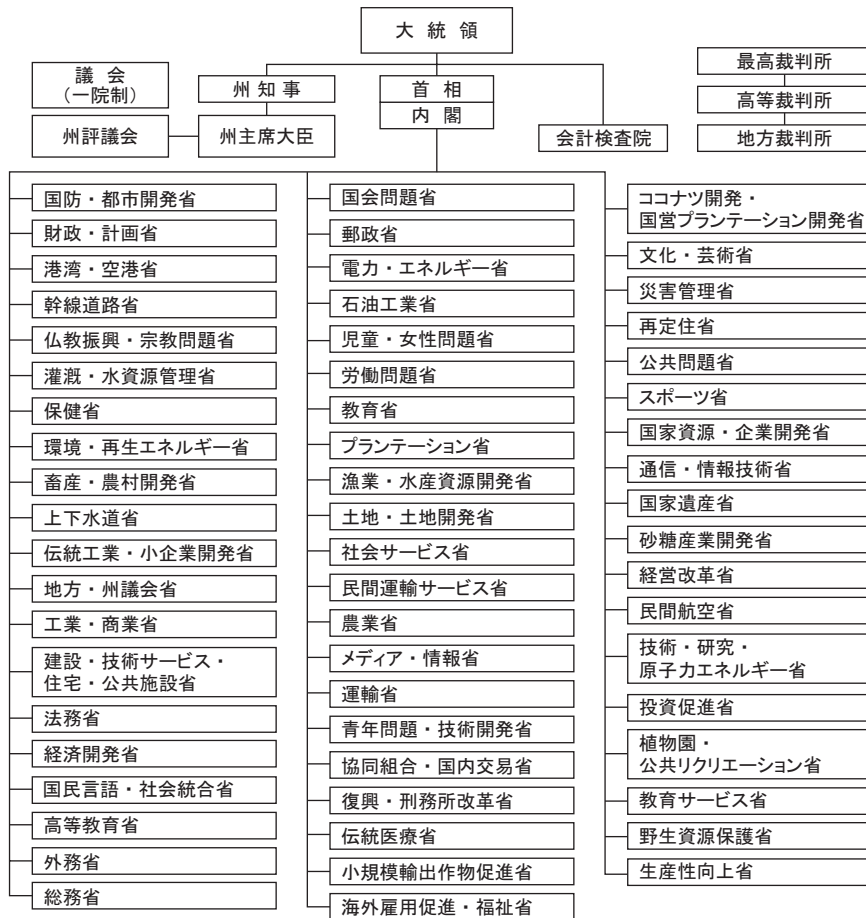 大統領
議会
（一院制）
州知事
首相
内閣
州評議会
州主席大臣
会計検査院
最高裁判所
高等裁判所
地方裁判所
国防・都市開発省
財政・計画省
港湾・空港省
幹線道路省
仏教振興・宗教問題省
灌漑・水資源管理省
保健省
環境・再生エネルギー省
畜産・農村開発省
上下水道省
伝統工業・小企業開発省
地方・州議会省
工業・商業省
建設・技術サービス・
住宅・公共施設省
法務省
経済開発省
国民言語・社会統合省
高等教育省
外務省
総務省
国会問題省
郵政省
電力・エネルギー省
石油工業省
児童・女性問題省
労働問題省
教育省
プランテーション省
漁業・水産資源開発省
土地・土地開発省
社会サービス省
民間運輸サービス省
農業省
メディア・情報省
運輸省
青年問題・技術開発省
協同組合・国内交易省
復興・刑務所改革省
伝統医療省
小規模輸出作物促進省
海外雇用促進・福祉省
ココナツ開発・
国営プランテーション開発省
文化・芸術省
災害管理省
再定住省
公共問題省
スポーツ省
国家資源・企業開発省
通信・情報技術省
国家遺産省
砂糖産業開発省
経営改革省
民間航空省
技術・研究・
原子力エネルギー省
投資促進省
植物園・
公共リクリエーション省
教育サービス省
野生資源保護省
生産性向上省